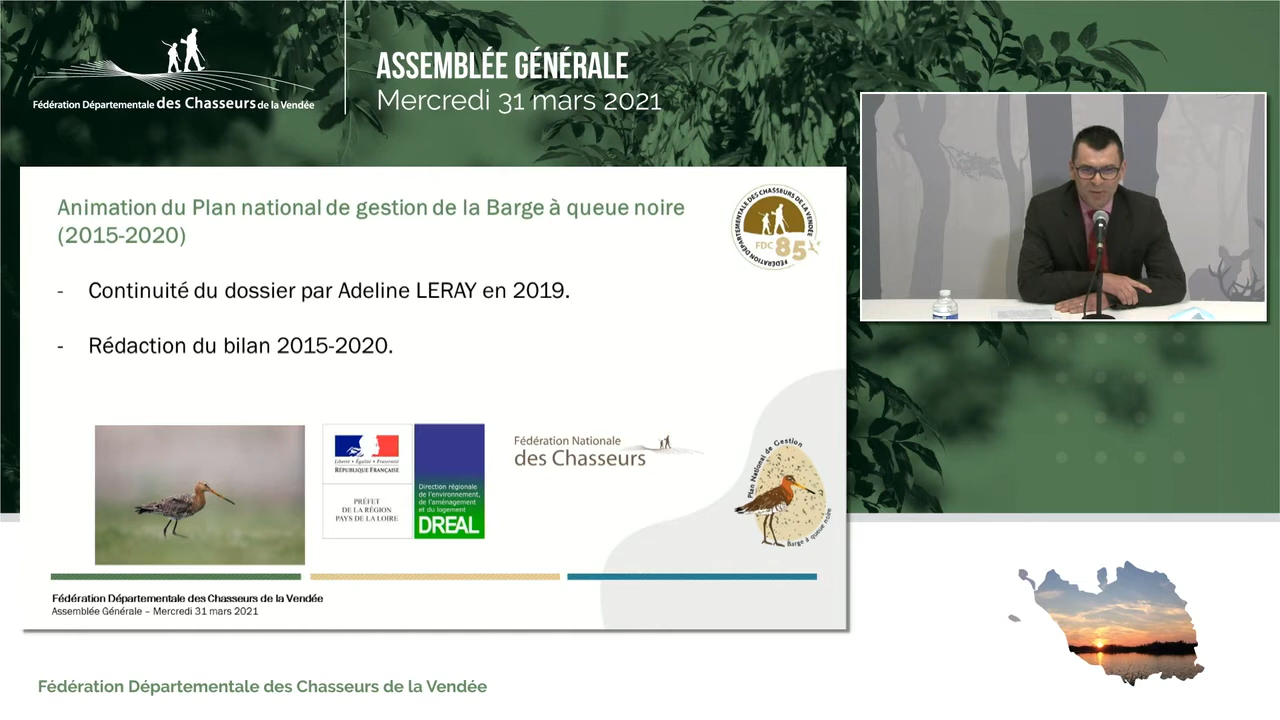 Fédération Départementale des Chasseurs de la Vendée
ASSEMBLÉE GÉNÉRALE
Mercredi 31 mars 2021
Animation du Plan national de gestion de la Barge à queue noire
(2015-2020)
FÉDÉRATION DÉPARTEMENTALE DES CHASSEURS DE LA VENDÉE
FDC 85
- Continuité du dossier par Adeline LERAY en 2019.
- Rédaction du bilan 2015-2020.
Liberté • Égalité • Fraternité
RÉPUBLIQUE FRANÇAISE
PRÉFET
DE LA RÉGION
PAYS DE LA LOIRE
Direction régionale
de l'environnement,
de l'aménagement
et du logement
DREAL
Fédération Nationale
des Chasseurs
Plan National de Gestion
Barge à queue noire
Fédération Départementale des Chasseurs de la Vendée
Assemblée Générale – Mercredi 31 mars 2021
Fédération Départementale des Chasseurs de la Vendée